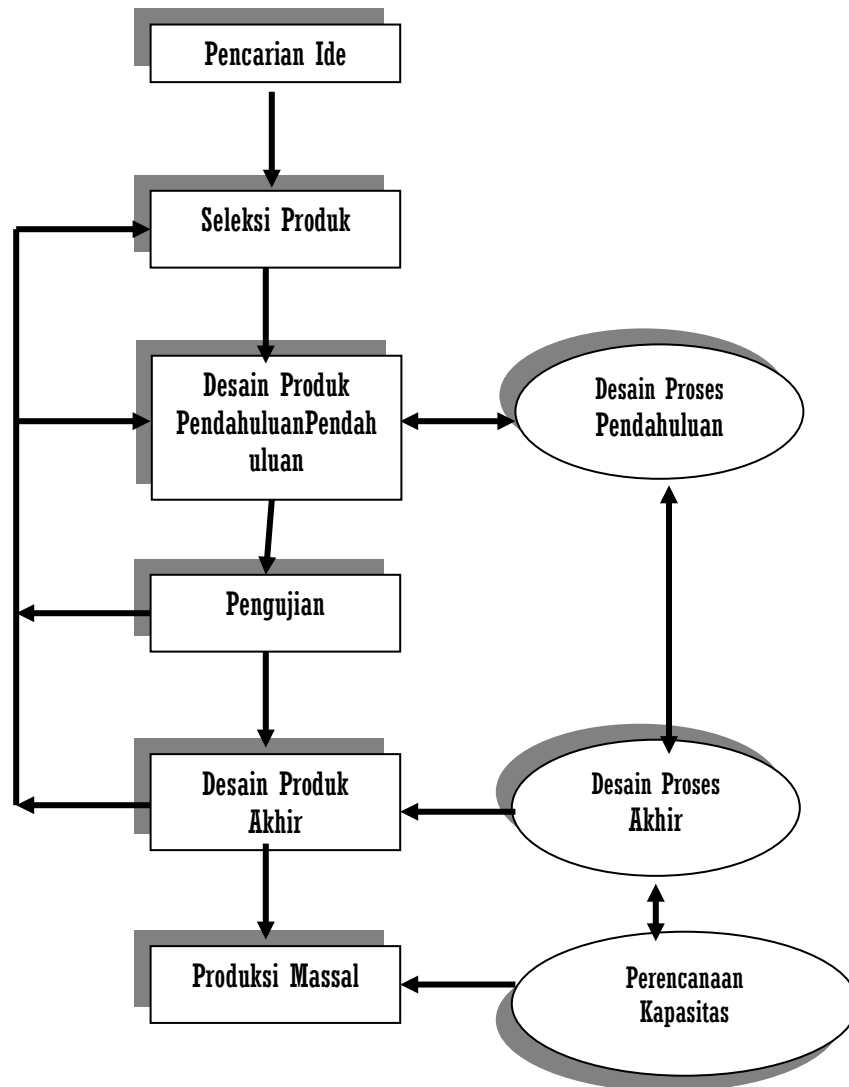 Pencarian Ide
Seleksi Produk
Desain Produk
PendahuluanPendah
uluan
Desain Proses
Pendahuluan
Pengujian
Desain Produk
Akhir
Desain Proses
Akhir
Produksi Massal
Perencanaan
Kapasitas